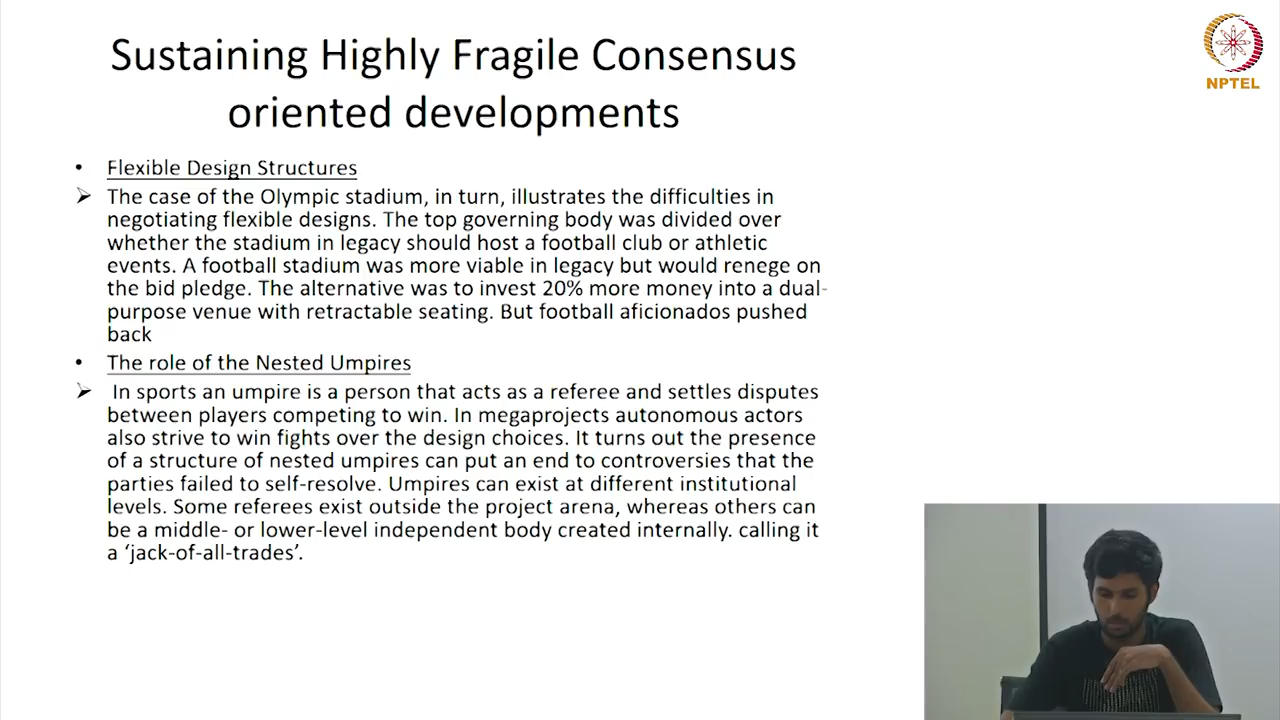 Sustaining Highly Fragile Consensus
oriented developments
NPTEL
• Flexible Design Structures
➢ The case of the Olympic stadium, in turn, illustrates the difficulties in
negotiating flexible designs. The top governing body was divided over
whether the stadium in legacy should host a football club or athletic
events. A football stadium was more viable in legacy but would renege on
the bid pledge. The alternative was to invest 20% more money into a dual-
purpose venue with retractable seating. But football aficionados pushed
back
• The role of the Nested Umpires
➢ In sports an umpire is a person that acts as a referee and settles disputes
between players competing to win. In megaprojects autonomous actors
also strive to win fights over the design choices. It turns out the presence
of a structure of nested umpires can put an end to controversies that the
parties failed to self-resolve. Umpires can exist at different institutional
levels. Some referees exist outside the project arena, whereas others can
be a middle- or lower-level independent body created internally. calling it
a ‘jack-of-all-trades’.